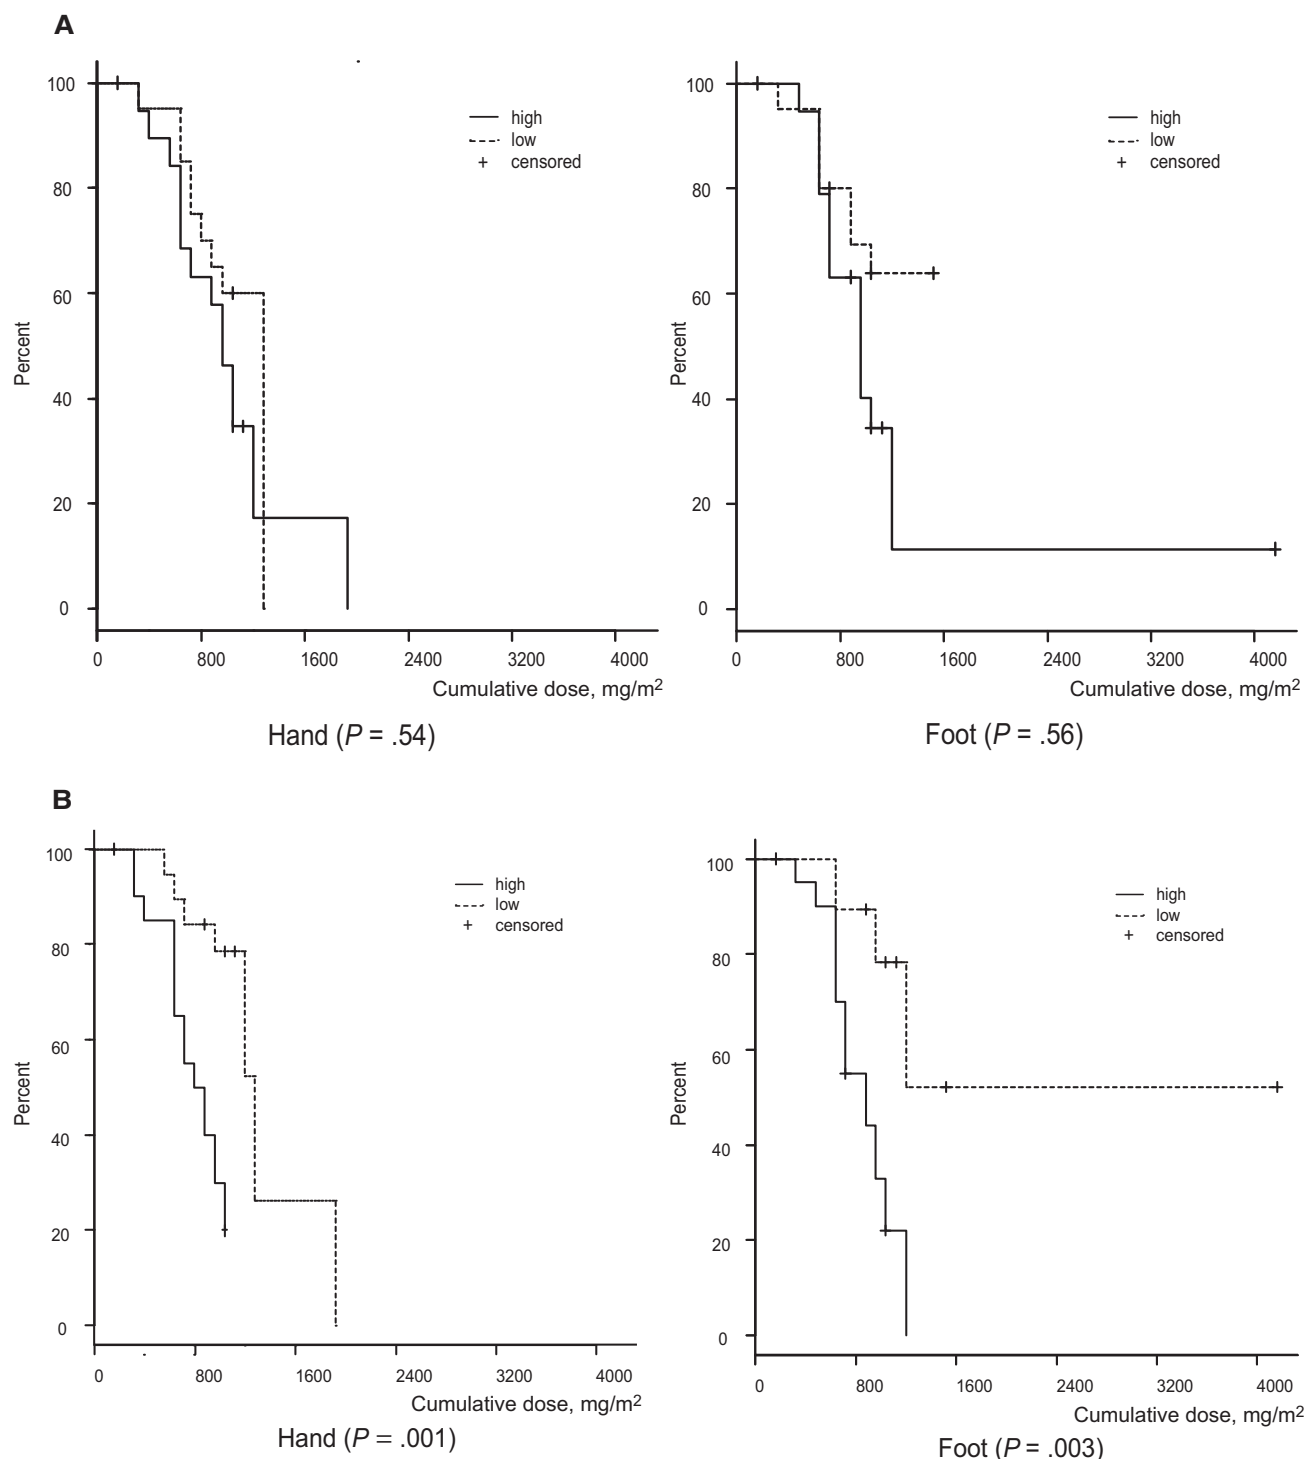 A
100
80
60
40
20
0
Percent
high
low
censored
0 800 1600 2400 3200 4000
Cumulative dose, mg/m2
Hand (P = .54)
100
80
60
40
20
0
Percent
high
low
censored
0 800 1600 2400 3200 4000
Cumulative dose, mg/m2
Foot (P = .56)
B
100
80
60
40
20
0
Percent
high
low
censored
0 800 1600 2400 3200 4000
Cumulative dose, mg/m2
Hand (P = .001)
100
80
60
40
20
0
Percent
high
low
censored
0 800 1600 2400 3200 4000
Cumulative dose, mg/m2
Foot (P = .003)